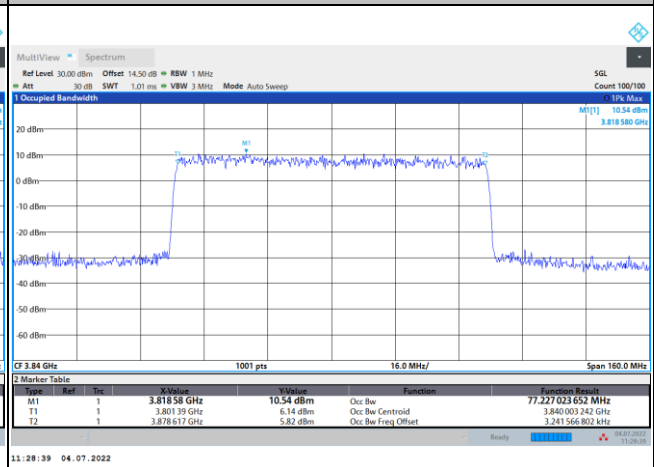 MultiView Spectrum
Ref Level 30.00 dBm Offset 14.50 dB RBW 1 MHz SGL
Att 30 dB SWT 1.01 ms VBW 3 MHz Mode Auto Sweep Count 100/100
1 Occupied Bandwidth 1Pk Max
M1[1] 10.54 dBm
3.818 580 GHz
20 dBm
M1
T1 T2
10 dBm
0 dBm
-10 dBm
-20 dBm
-30 dBm
-40 dBm
-50 dBm
-60 dBm
CF 3.84 GHz 1001 pts 16.0 MHz/ Span 160.0 MHz
2 Marker Table
Type Ref Trc X-Value Y-Value Function Function Result
M1 1 3.818 58 GHz 10.54 dBm Occ Bw 77.227 023 652 MHz
T1 1 3.801 39 GHz 6.14 dBm Occ Bw Centroid 3.840 003 242 GHz
T2 1 3.878 617 GHz 5.82 dBm Occ Bw Freq Offset 3.241 566 802 kHz
Ready 04.07.2022
11:28:39
11:28:39 04.07.2022